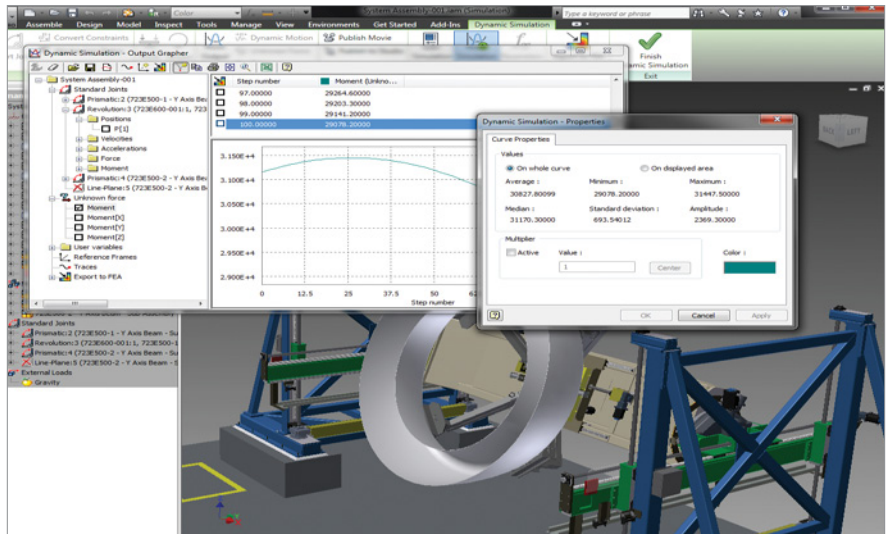 Color
System Assembly-001.iam (Simulation)
Type a keyword or phrase
Assemble Design Model Inspect Tools Manage View Environments Get Started Add-Ins Dynamic Simulation
Convert Constraints
Dynamic Motion
Publish Movie
Finish
Dynamic Simulation
Exit
Dynamic Simulation - Output Grapher
System Assembly-001
Standard Joints
Prismatic:2 (723E500-1 - Y Axis Bea
Revolution:3 (723E600-001:1, 723
Positions
P[1]
Velocities
Accelerations
Force
Moment
Prismatic:4 (723E500-2 - Y Axis Be
Line-Plane:5 (723E500-2 - Y Axis B
Unknown force
Moment
Moment[X]
Moment[Y]
Moment[Z]
User variables
Reference Frames
Traces
Export to FEA
Step number Moment (Unkno...
97.00000 29264.60000
98.00000 29203.30000
99.00000 29141.20000
100.00000 29078.20000
3.150E+4
3.100E+4
3.050E+4
3.000E+4
2.950E+4
2.900E+4
0 12.5 25 37.5 50
Step number
Dynamic Simulation - Properties
Curve Properties
Values
On whole curve On displayed area
Average : Minimum : Maximum :
30827.80099 29078.20000 31447.50000
Median : Standard deviation : Amplitude :
31170.30000 693.54012 2369.30000
Multiplier
Active Value : Color :
1 Center
OK Cancel Apply
BACK LEFT
Standard Joints
Prismatic:2 (723E500-1 - Y Axis Beam - Su
Revolution:3 (723E600-001:1, 723E500-1
Prismatic:4 (723E500-2 - Y Axis Beam - Su
Line-Plane:5 (723E500-2 - Y Axis Beam - S
External Loads
Gravity